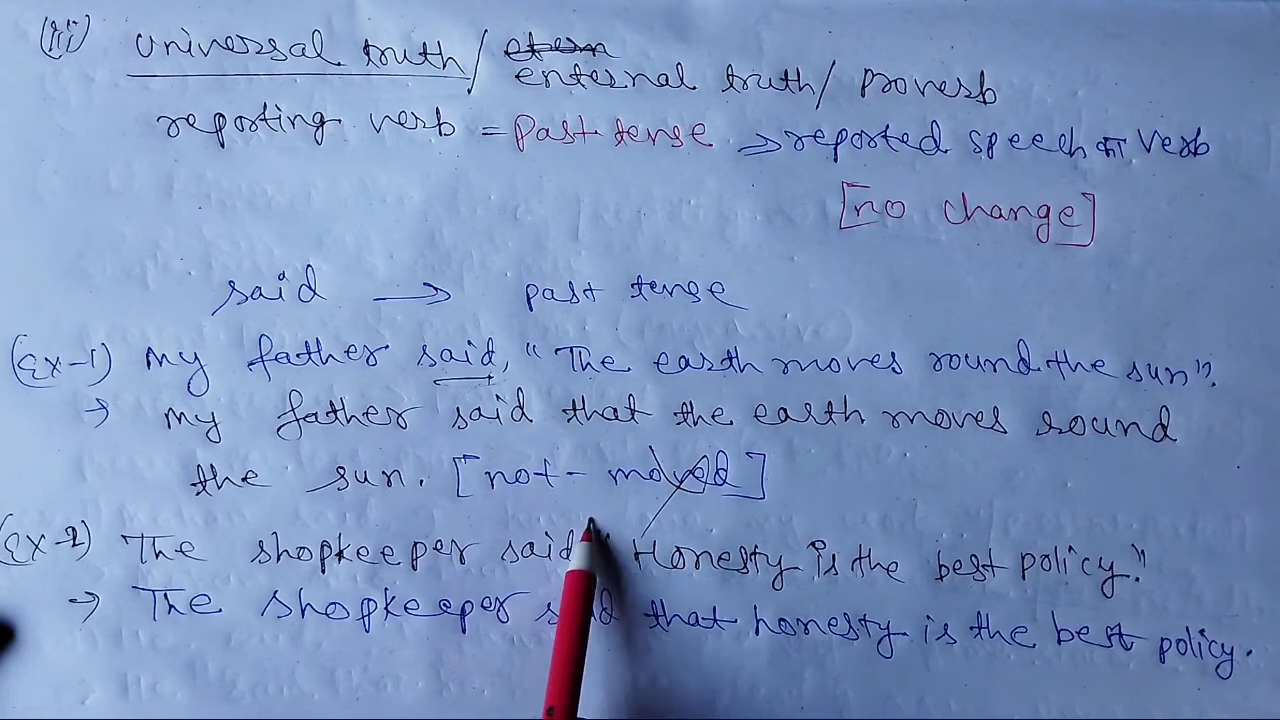 (iii) universal truth/ etern enternal truth/ proverb
reporting verb = Past tense ⇒ reported speech का verb
[no change]
said → past tense
(Ex-1) My father said, "The earth moves round the sun".
→ My father said that the earth moves round
the sun. [not - moved]
(Ex-2) The shopkeeper said "Honesty is the best policy."
→ The shopkeeper said that honesty is the best policy.